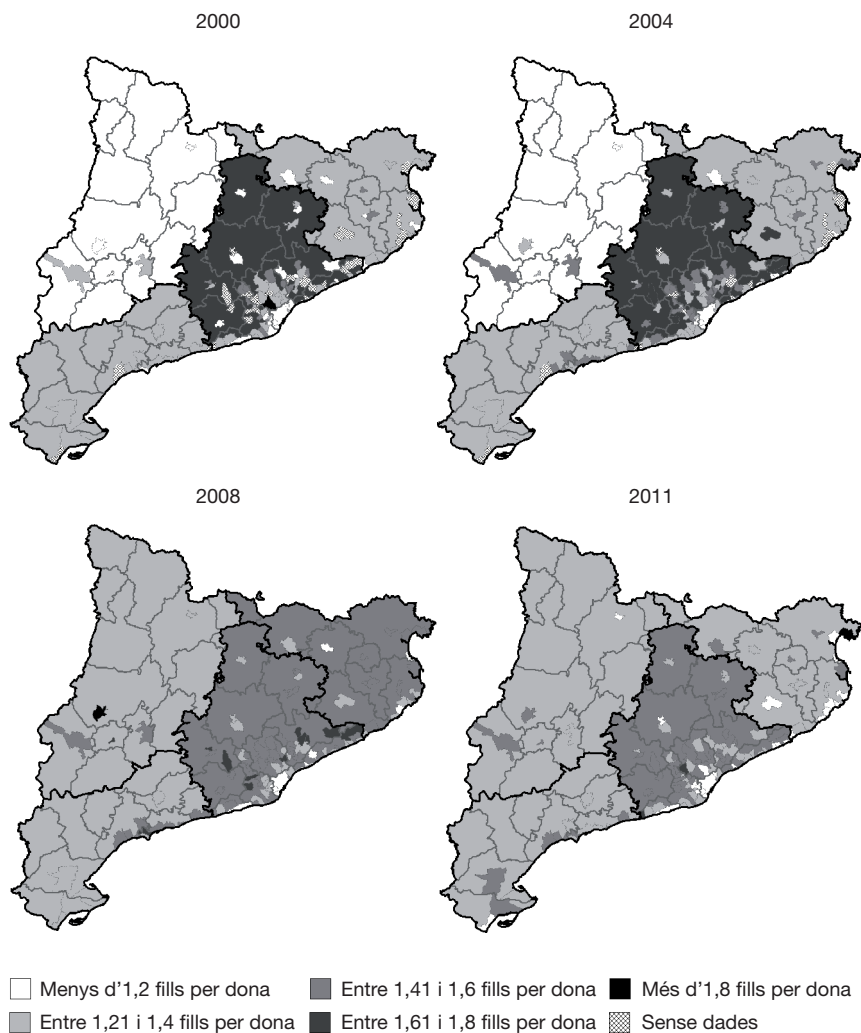 2000
2004
2008
2011
Menys d’1,2 fills per dona
Entre 1,41 i 1,6 fills per dona
Més d’1,8 fills per dona
Entre 1,21 i 1,4 fills per dona
Entre 1,61 i 1,8 fills per dona
Sense dades